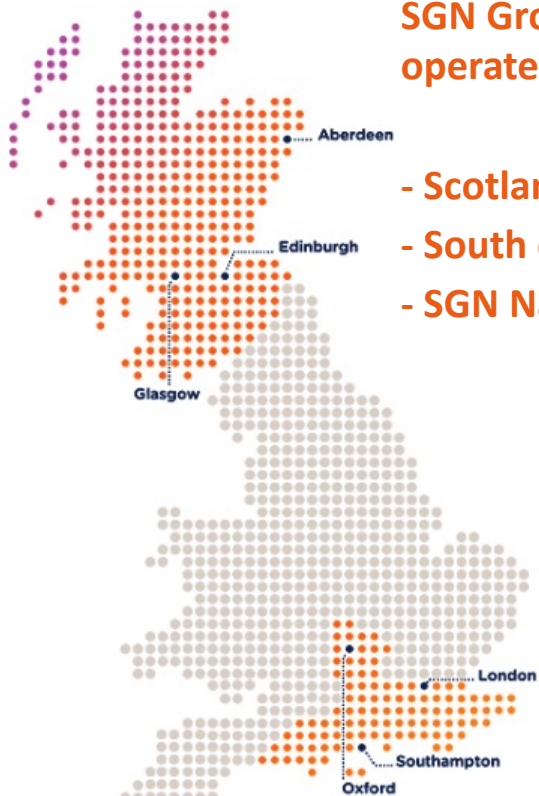 SGN Gro
operate
Aberdeen
- Scotlan
- South
Edinburgh
- SGN Na
Glasgow
London
Southampton
Oxford